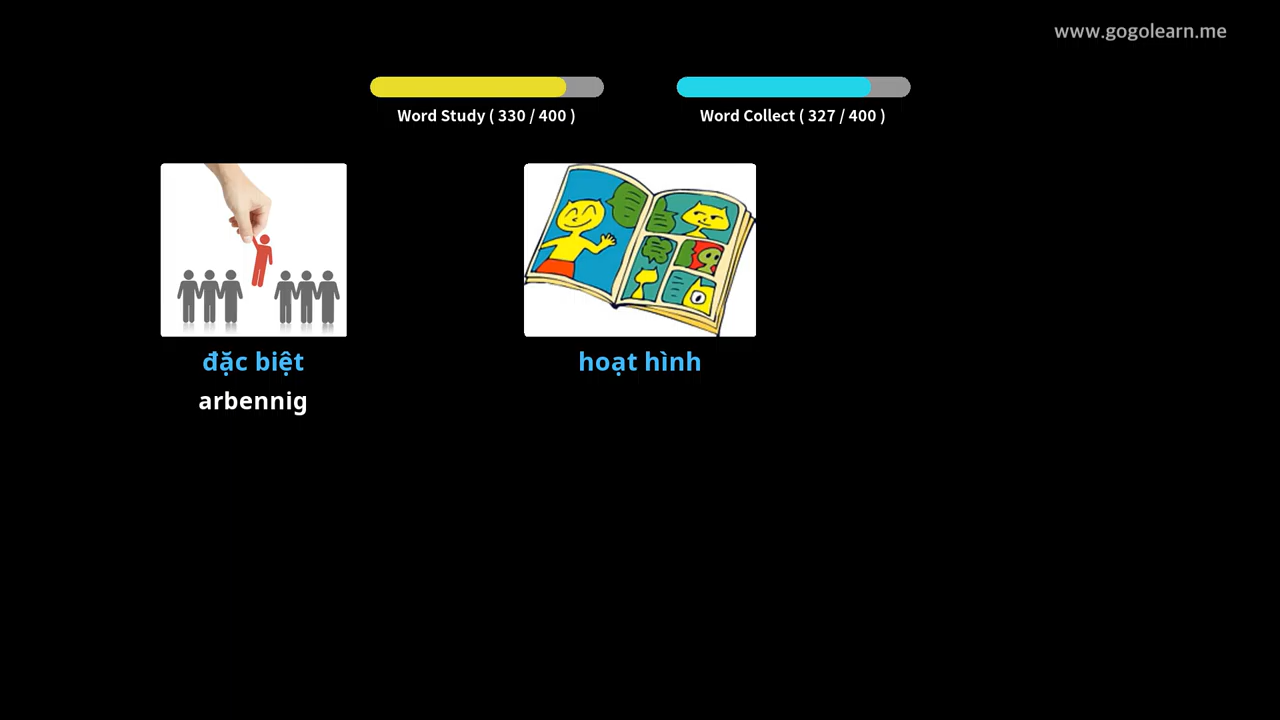 www.gogolearn.me
Word Study ( 330 / 400 )
Word Collect ( 327 / 400 )
đặc biệt
arbennig
hoạt hình